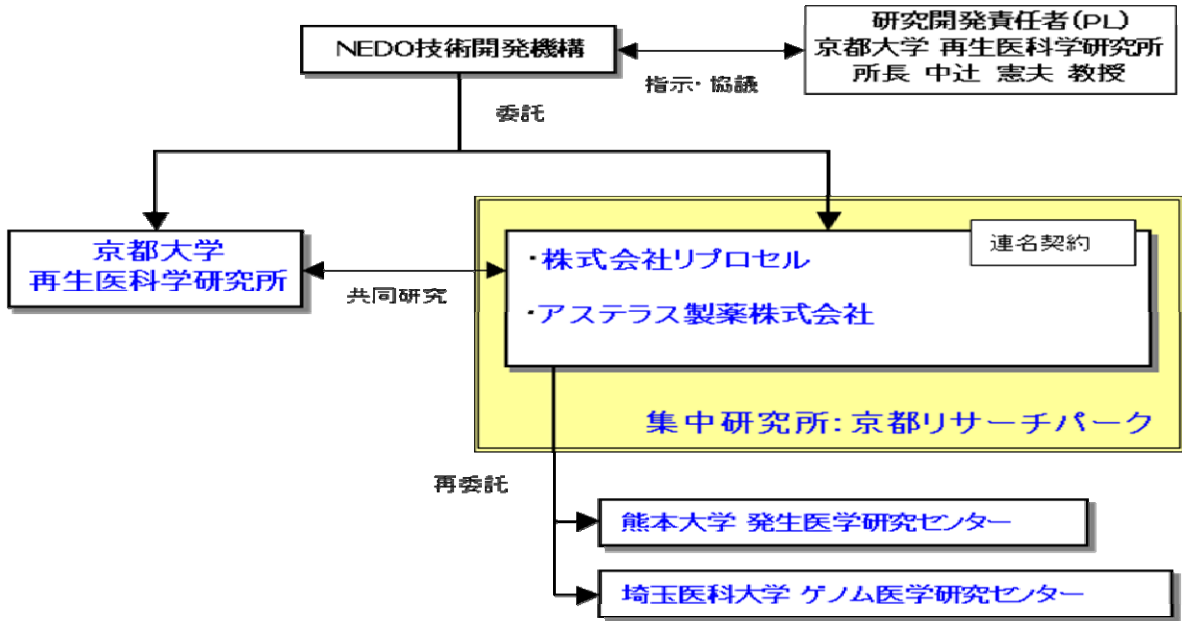 NEDO技術開発機構
研究開発責任者(PL)
京都大学 再生医科学研究所
所長 中辻 憲夫 教授
指示・協議
委託
京都大学
再生医科学研究所
共同研究
連名契約
・株式会社リプロセル
・アステラス製薬株式会社
集中研究所:京都リサーチパーク
再委託
熊本大学 発生医学研究センター
埼玉医科大学 ゲノム医学研究センター